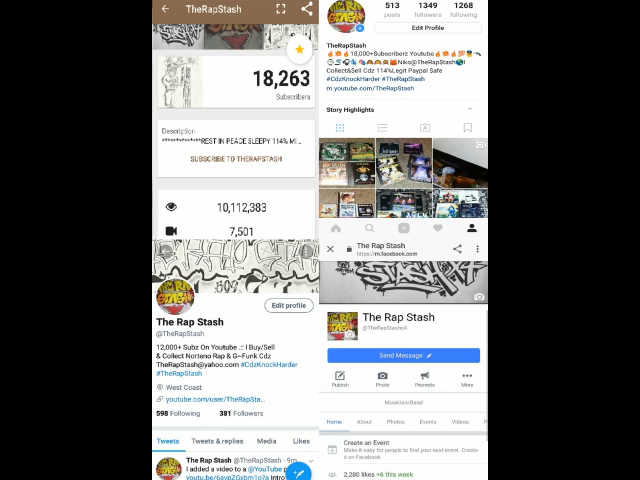 TheRapStash
18,263
Subscribers
Description
REST IN PEACE SLEEPY 114% MI...
SUBSCRIBE TO THERAPSTASH
10,112,383
7,501
Edit profile
The Rap Stash
@TheRapStash
12,000+ Subz On Youtube .:: I Buy/Sell
& Collect Norteno Rap & G~Funk Cdz
TheRapStash@yahoo.com #CdzKnockHarder
#TheRapStash
West Coast
youtube.com/user/TheRapSta...
598 Following 381 Followers
Tweets Tweets & replies Media Likes
The Rap Stash @TheRapStash · 9m
I added a video to a @YouTube
Intro
513 1349 1268
posts followers following
Edit Profile
TheRapStash
18,000+Subscriberz Youtube
Niko@TheRapStash
Collect&Sell Cdz 114%Legit Paypal Safe
#CdzKnockHarder #TheRapStash
m.youtube.com/TheRapStash
Story Highlights
The Rap Stash
https://m.facebook.com
The Rap Stash
@TheRapStashx4
Send Message
Publish Photo Promote More
Musician/Band
Home About Photos Events Videos
Create an Event
Make it easy for people to find your next event. Create
it on Facebook.
2,280 likes +6 this week